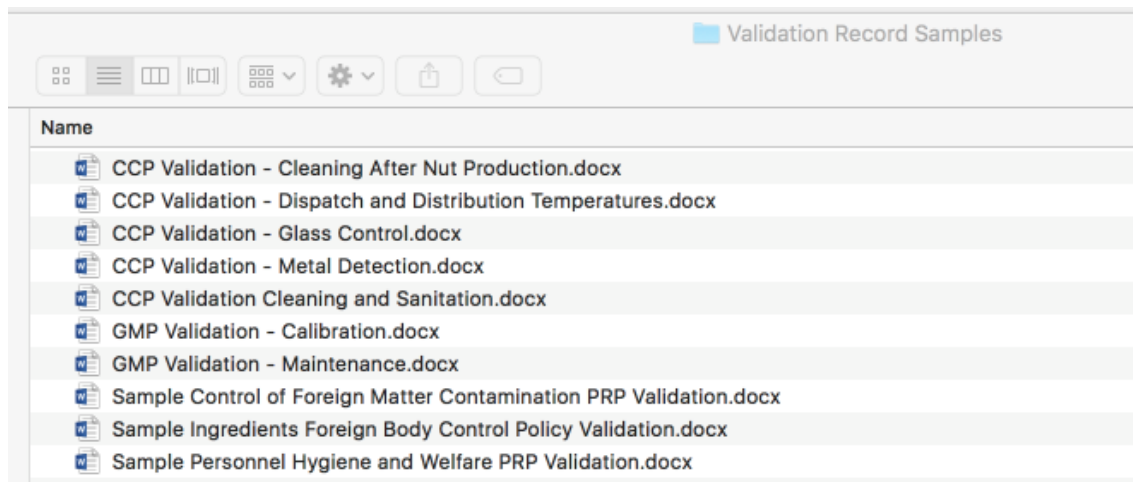 Validation Record Samples
Name
CCP Validation - Cleaning After Nut Production.docx
CCP Validation - Dispatch and Distribution Temperatures.docx
CCP Validation - Glass Control.docx
CCP Validation - Metal Detection.docx
CCP Validation Cleaning and Sanitation.docx
GMP Validation - Calibration.docx
GMP Validation - Maintenance.docx
Sample Control of Foreign Matter Contamination PRP Validation.docx
Sample Ingredients Foreign Body Control Policy Validation.docx
Sample Personnel Hygiene and Welfare PRP Validation.docx